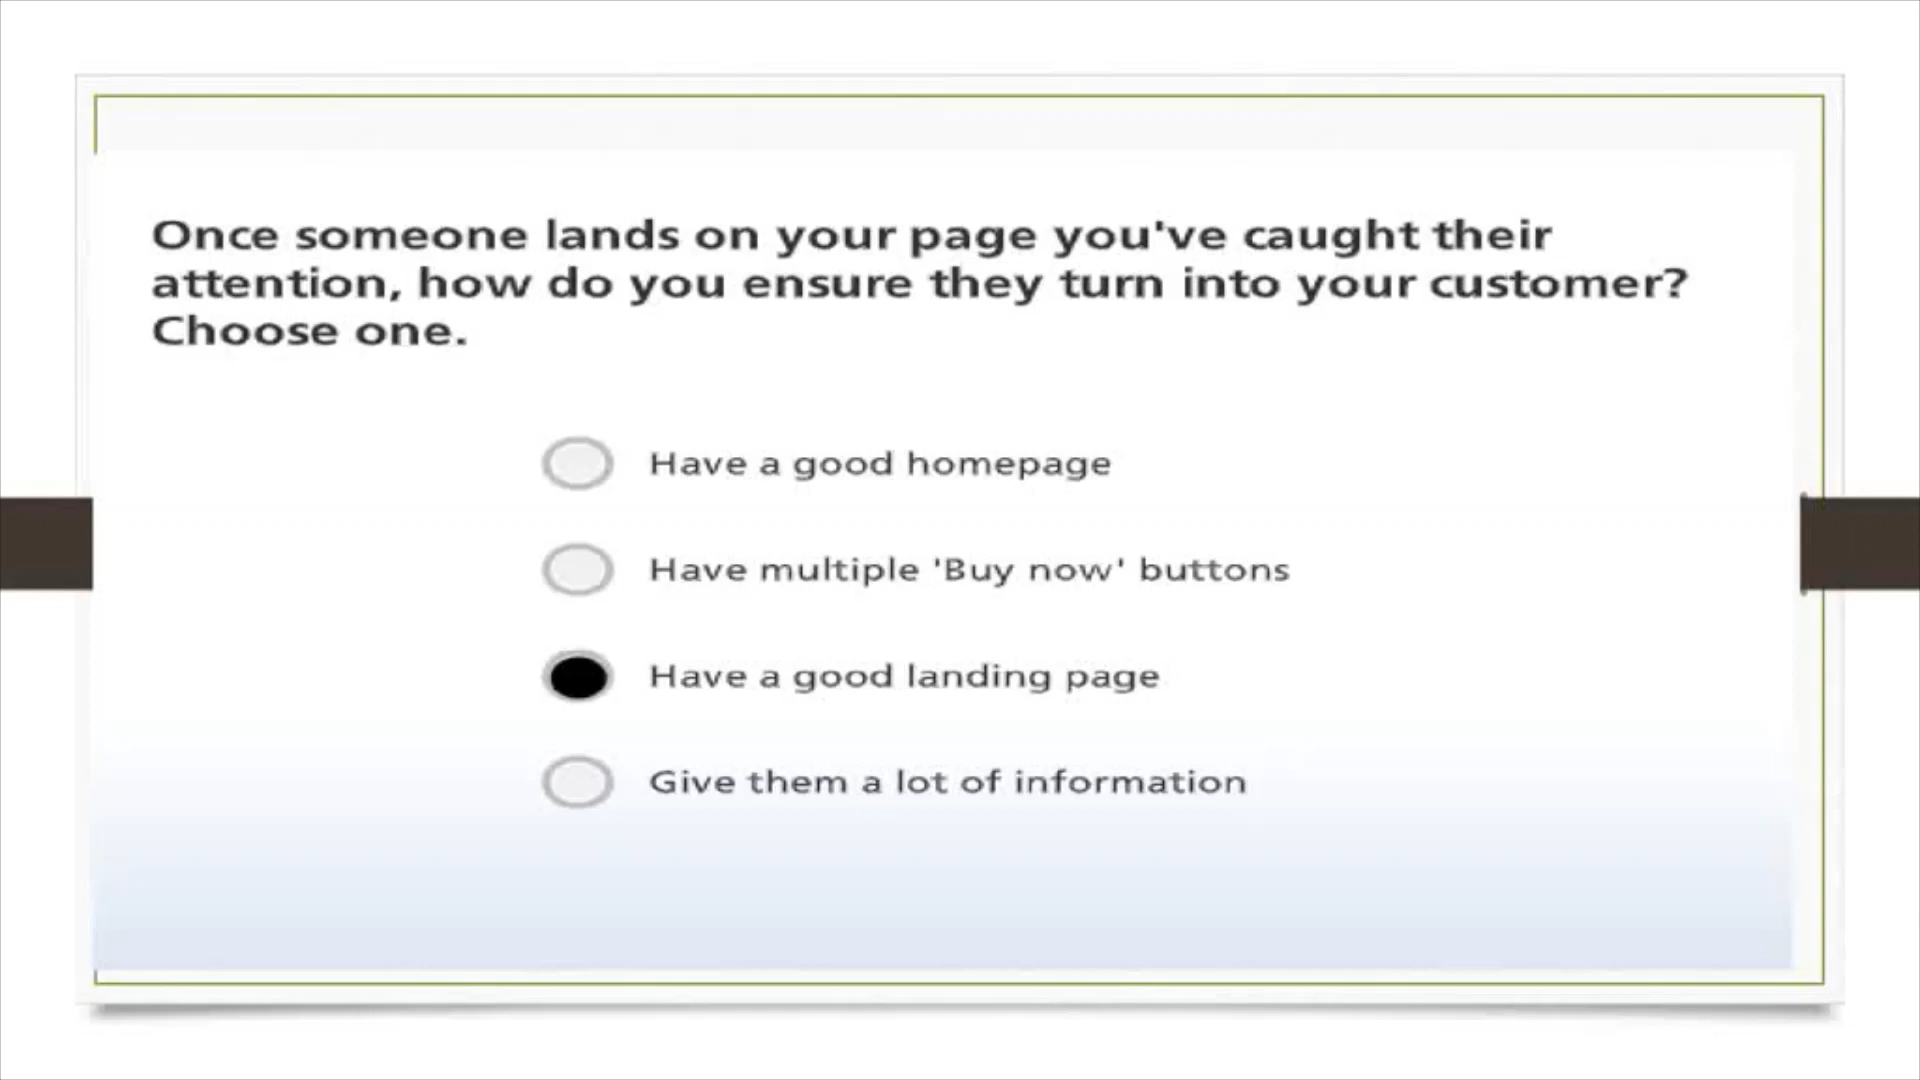 Once someone lands on your page you've caught their
attention, how do you ensure they turn into your customer?
Choose one.
Have a good homepage
Have multiple 'Buy now' buttons
Have a good landing page
Give them a lot of information